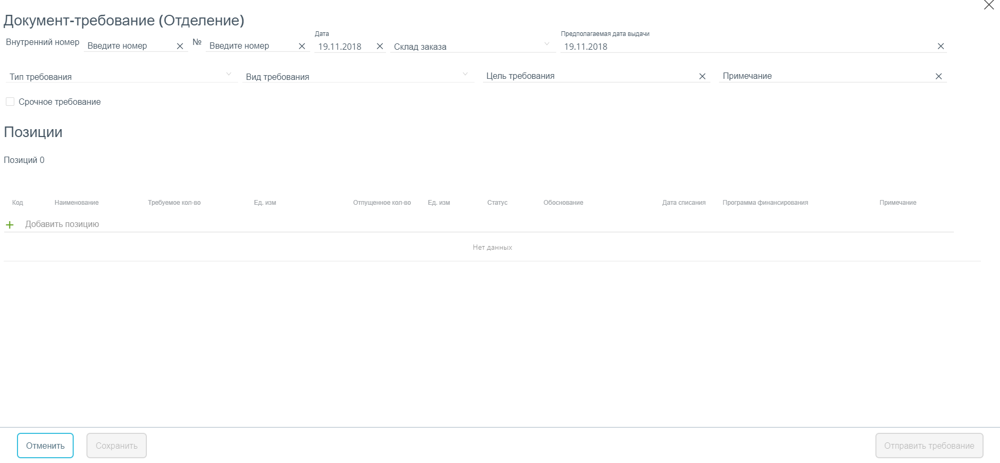 Документ-требование (Отделение)
Дата
Предполагаемая дата выдачи
Внутренний номер Введите номер № Введите номер 19.11.2018 Склад заказа 19.11.2018
Тип требования Вид требования Цель требования Примечание
Срочное требование
Позиции
Позиций 0
Код Наименование Требуемое кол-во Ед. изм Отпущенное кол-во Ед. изм Статус Обоснование Дата списания Программа финансирования Примечание
Добавить позицию
Нет данных
Отменить Сохранить Отправить требование